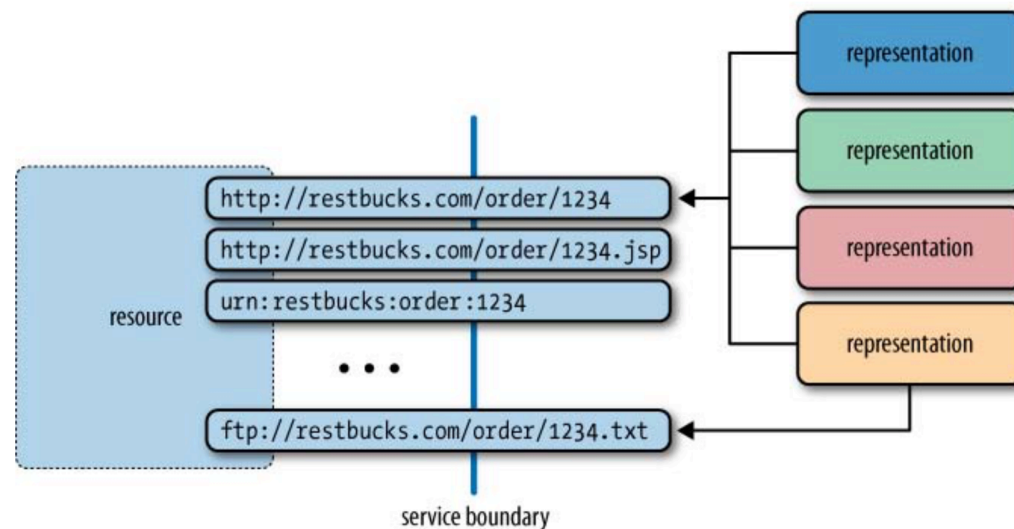 representation
representation
http://restbucks.com/order/1234
representation
http://restbucks.com/order/1234.jsp
urn:restbucks:order:1234
resource
representation
• • •
ftp://restbucks.com/order/1234.txt
service boundary